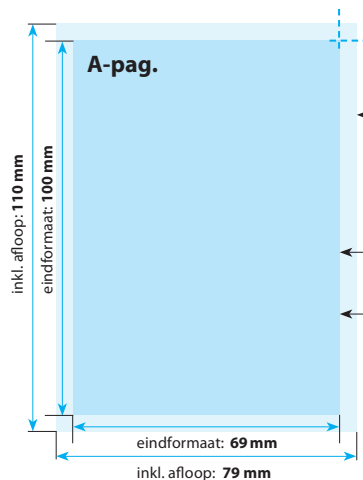 A-pag.
inkl. afloop: 110 mm
eindformaat: 100 mm
eindformaat: 69 mm
inkl. afloop: 79 mm